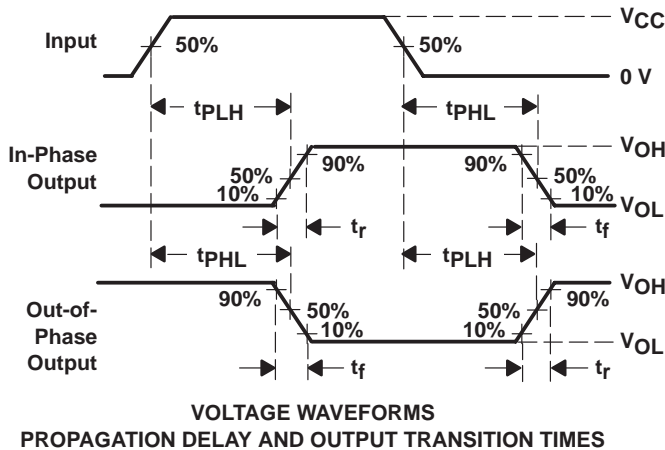 VCC
Input
50%
50%
0 V
tPLH
tPHL
VOH
In-Phase
Output
90%
90%
50%
50%
10%
10%
VOL
tr
tf
tPHL
tPLH
VOH
90%
90%
Out-of-
Phase
Output
50%
50%
10%
10%
VOL
tf
tr
VOLTAGE WAVEFORMS
PROPAGATION DELAY AND OUTPUT TRANSITION TIMES